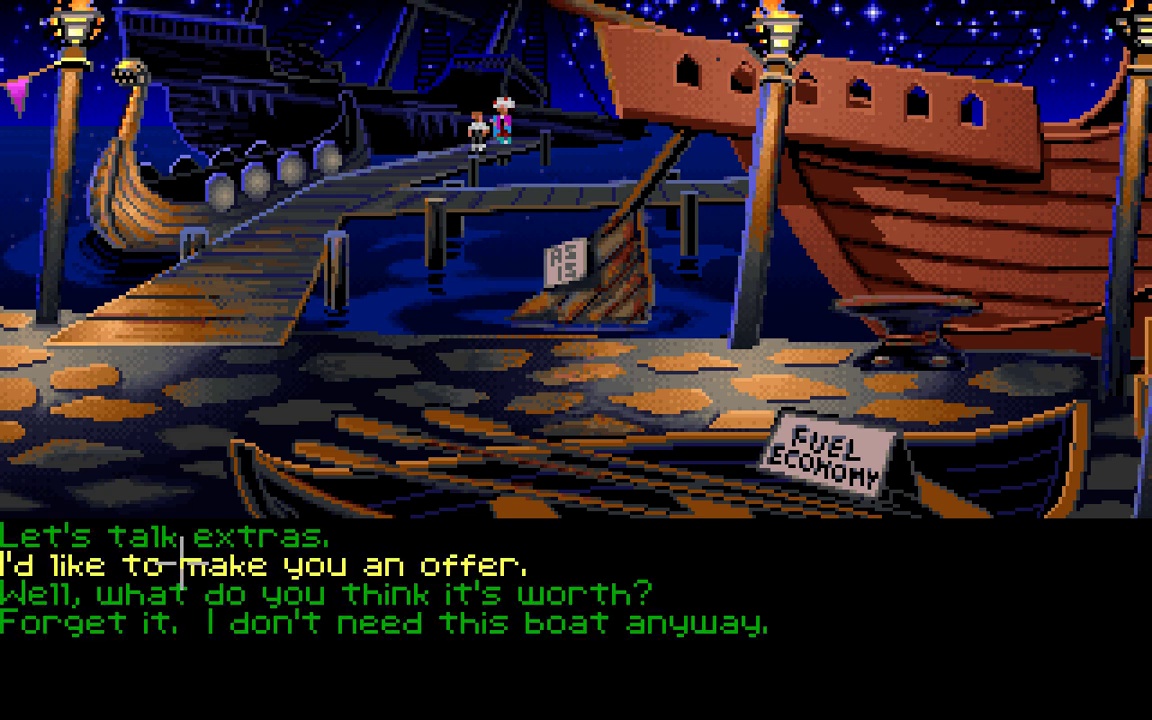 AS
IS
FUEL
ECONOMY
Let's talk extras.
I'd like to make you an offer.
Well, what do you think it's worth?
Forget it.  I don't need this boat anyway.